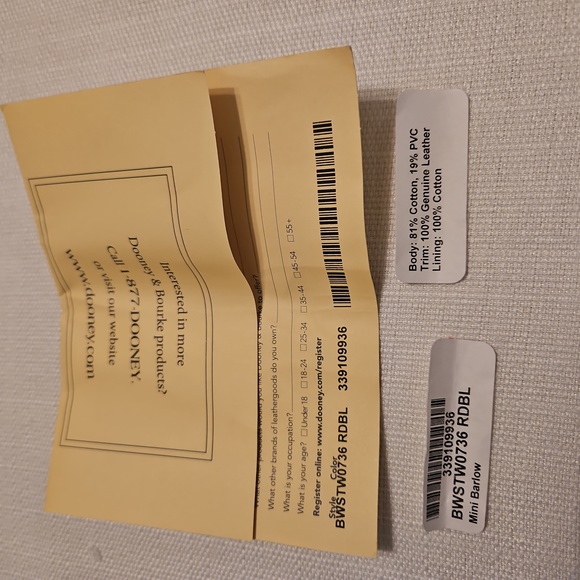 Interested in more
Dooney & Bourke products?
Call 1-877-DOONEY,
or visit our website
www.dooney.com
What other brands of leathergoods do you own?
What is your occupation?
What is your age? ☐ Under 18 ☐ 18-24 ☐ 25-34 ☐ 35-44 ☐ 45-54 ☐ 55+
Register online: www.dooney.com/register
Style Color
BWSTW0736 RDBL 339109936
Body: 81% Cotton, 19% PVC
Trim: 100% Genuine Leather
Lining: 100% Cotton
339109936
BWSTW0736 RDBL
Mini Barlow